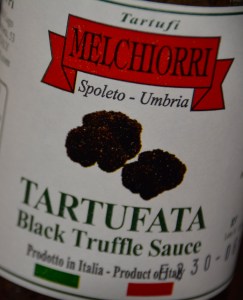 Tartufi
MELCHIORRI
Spoleto - Umbria
TARTUFATA
Black Truffle Sauce
Prodotto in Italia - Product of Italy